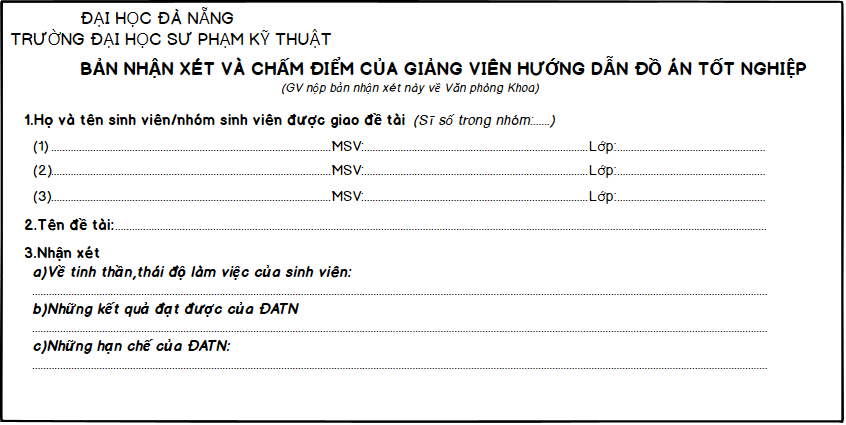 ĐẠI HỌC ĐÀ NẴNG
TRƯỜNG ĐẠI HỌC SƯ PHẠM KỸ THUẬT
BẢN NHẬN XÉT VÀ CHẤM ĐIỂM CỦA GIẢNG VIÊN HƯỚNG DẪN ĐỒ ÁN TỐT NGHIỆP
(GV nộp bản nhận xét này về Văn phòng Khoa)
1.Họ và tên sinh viên/nhóm sinh viên được giao đề tài (Sĩ số trong nhóm:......)
(1) ........................ MSV:........................ Lớp:........................
(2)........................ MSV:........................ Lớp:........................
(3)........................ MSV:........................ Lớp:........................
2.Tên đề tài:........................
3.Nhận xét
a)Về tinh thần,thái độ làm việc của sinh viên:
........................
b)Những kết quả đạt được của ĐATN
........................
c)Những hạn chế của ĐATN:
........................